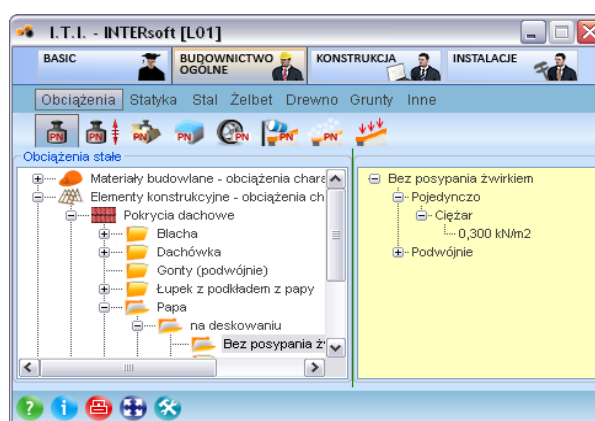 I.T.I. - INTERsoft [L01]
BASIC
BUDOWNICTWO OGÓLNE
KONSTRUKCJA
INSTALACJE
Obciążenia Statyka Stal Żelbet Drewno Grunty Inne
PN PN PN PN PN PN PN
Obciążenia stałe
Materiały budowlane - obciążenia chara
Elementy konstrukcyjne - obciążenia ch
Pokrycia dachowe
Blacha
Dachówka
Gonty (podwójnie)
Łupek z podkładem z papy
Papa
na deskowaniu
Bez posypania ż
Bez posypania żwirkiem
Pojedynczo
Ciężar
0,300 kN/m2
Podwójnie